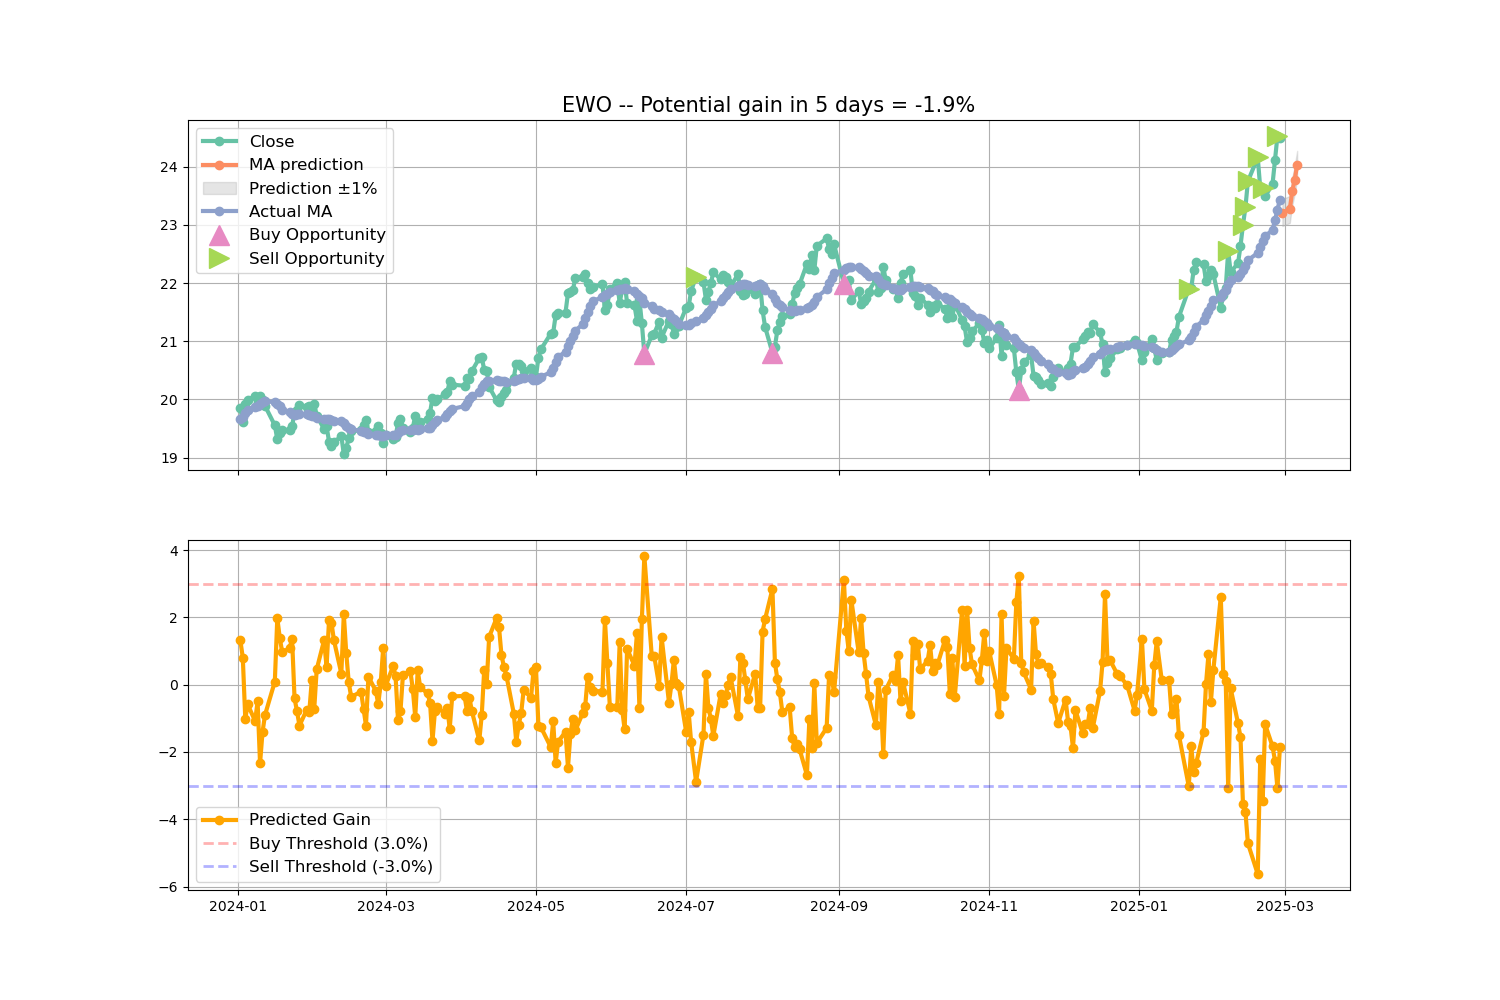 EWO -- Potential gain in 5 days = -1.9%
Close
MA prediction
Prediction ±1%
Actual MA
Buy Opportunity
Sell Opportunity
24
23
22
21
20
19
4
2
0
−2
−4
−6
Predicted Gain
Buy Threshold (3.0%)
Sell Threshold (-3.0%)
2024-01 2024-03 2024-05 2024-07 2024-09 2024-11 2025-01 2025-03